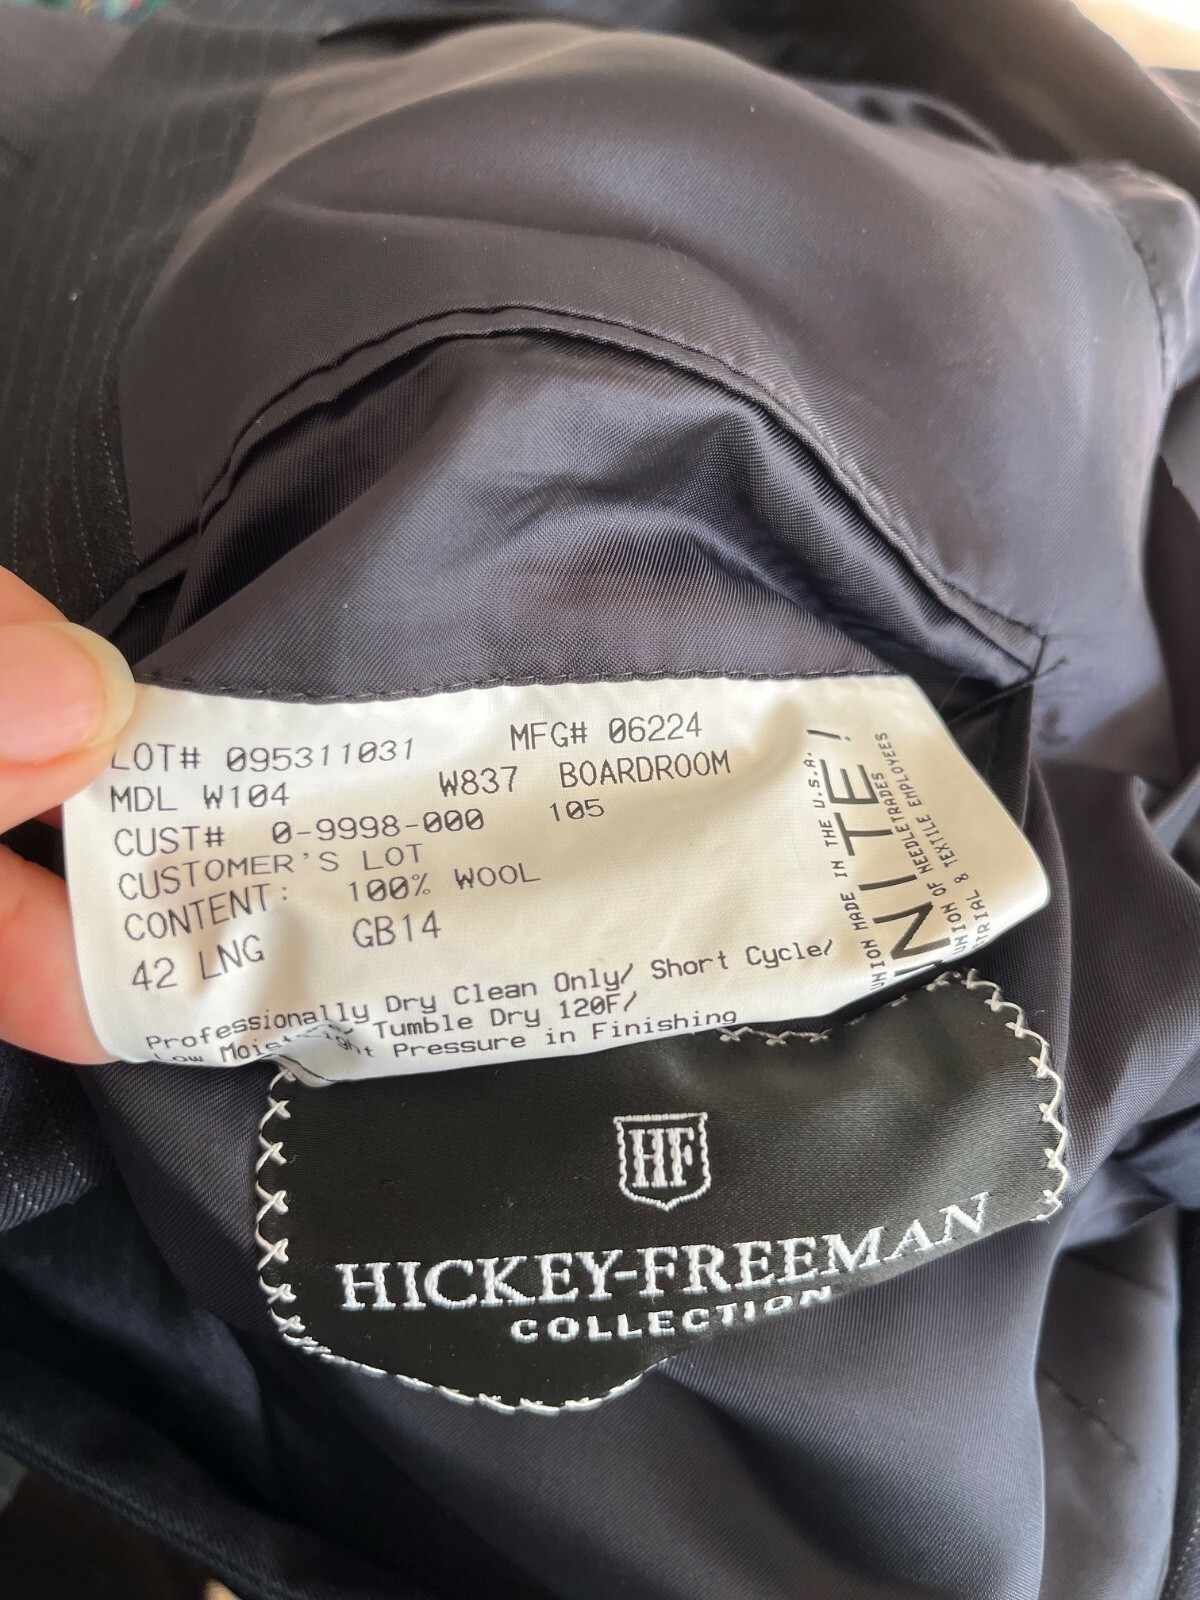 LOT# 095311031 MFG# 06224
MDL W104 W837 BOARDROOM
CUST# 0-9998-000 105
CUSTOMER'S LOT
CONTENT: 100% WOOL
42 LNG GB14
Professionally Dry Clean Only/ Short Cycle/
Low Tumble Dry 120F/
Pressure in Finishing
UNION MADE IN THE U.S.A.
UNITE!
UNION OF NEEDLETRADES
TEXTILE EMPLOYEES
HF
HICKEY-FREEMAN
COLLECTION